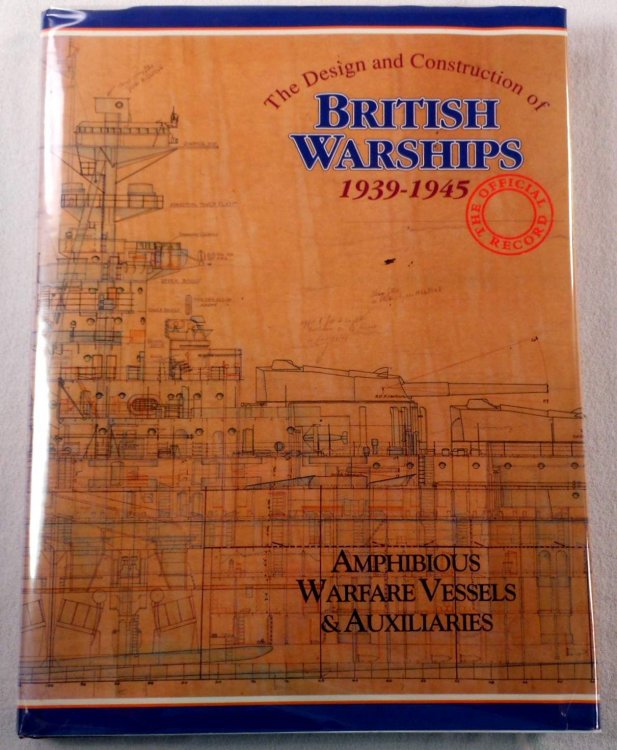 The Design and Construction of
BRITISH
WARSHIPS
1939-1945
THE OFFICIAL
RECORD
AMPHIBIOUS
WARFARE VESSELS
& AUXILIARIES